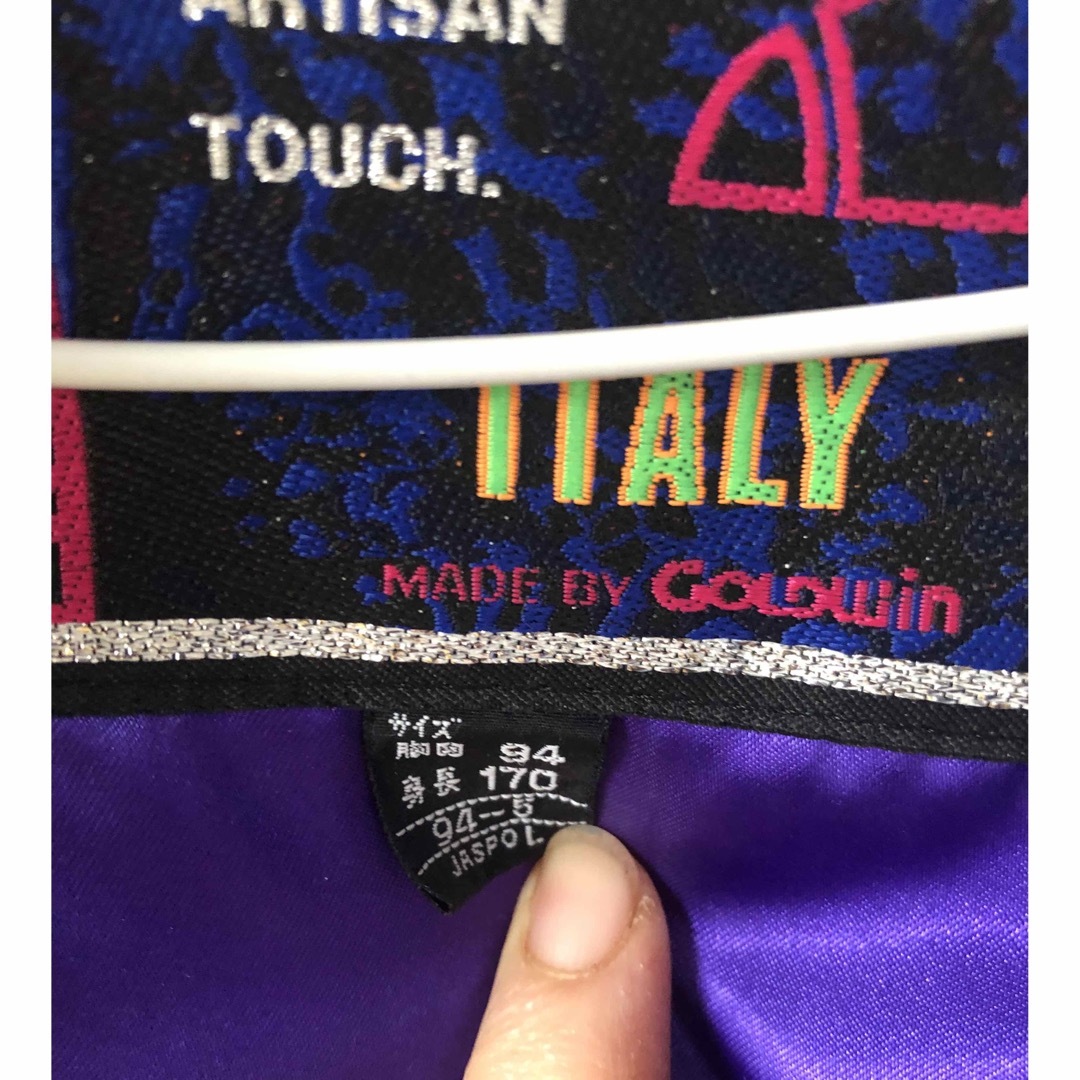 ARTISAN
TOUCH.
ITALY
MADE BY GOLDWIN
サイズ
胸囲 94
身長 170
94-5
JASPO L